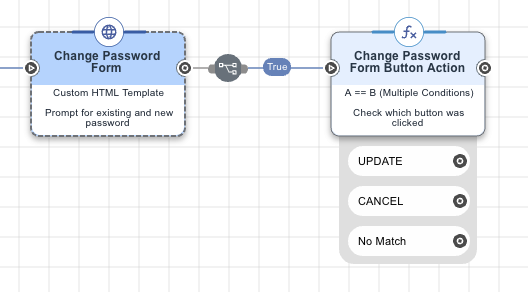 Change Password
Form
Custom HTML Template
Prompt for existing and new
password
True
fx
Change Password
Form Button Action
A == B (Multiple Conditions)
Check which button was
clicked
UPDATE
CANCEL
No Match